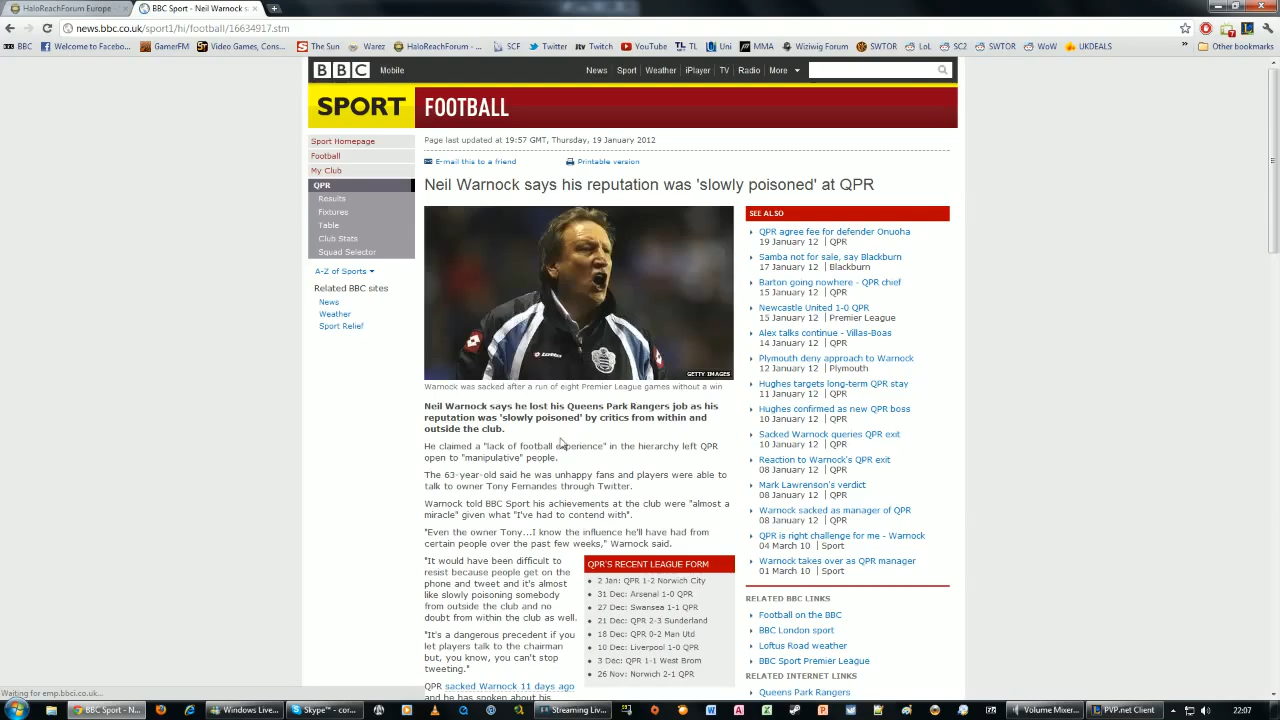 HaloReachForum Europe
BBC Sport - Neil Warnock s
news.bbc.co.uk/sport1/hi/football/16634917.stm
BBC
Welcome to Facebo...
GamerFM
Video Games, Cons...
The Sun
Warez
HaloReachForum - ...
SCF
Twitter
Twitch
YouTube
TL
Uni
MMA
Wiziwig Forum
SWTOR
LoL
SC2
SWTOR
WoW
UKDEALS
Other bookmarks
BBC
Mobile
News
Sport
Weather
iPlayer
TV
Radio
More
SPORT
FOOTBALL
Sport Homepage
Football
My Club
QPR
Results
Fixtures
Table
Club Stats
Squad Selector
A-Z of Sports
Related BBC sites
News
Weather
Sport Relief
Page last updated at 19:57 GMT, Thursday, 19 January 2012
E-mail this to a friend
Printable version
Neil Warnock says his reputation was 'slowly poisoned' at QPR
GETTY IMAGES
Warnock was sacked after a run of eight Premier League games without a win
Neil Warnock says he lost his Queens Park Rangers job as his
reputation was 'slowly poisoned' by critics from within and
outside the club.
He claimed a "lack of football experience" in the hierarchy left QPR
open to "manipulative" people.
The 63-year-old said he was unhappy fans and players were able to
talk to owner Tony Fernandes through Twitter.
Warnock told BBC Sport his achievements at the club were "almost a
miracle" given what "I've had to contend with".
"Even the owner Tony...I know the influence he'll have had from
certain people over the past few weeks," Warnock said.
"It would have been difficult to
resist because people get on the
phone and tweet and it's almost
like slowly poisoning somebody
from outside the club and no
doubt from within the club as well.
"It's a dangerous precedent if you
let players talk to the chairman
but, you know, you can't stop
tweeting."
QPR sacked Warnock 11 days ago
and he has spoken about his
QPR'S RECENT LEAGUE FORM
2 Jan: QPR 1-2 Norwich City
31 Dec: Arsenal 1-0 QPR
27 Dec: Swansea 1-1 QPR
21 Dec: QPR 2-3 Sunderland
18 Dec: QPR 0-2 Man Utd
10 Dec: Liverpool 1-0 QPR
3 Dec: QPR 1-1 West Brom
26 Nov: Norwich 2-1 QPR
SEE ALSO
QPR agree fee for defender Onuoha
19 January 12 | QPR
Samba not for sale, say Blackburn
17 January 12 | Blackburn
Barton going nowhere - QPR chief
15 January 12 | QPR
Newcastle United 1-0 QPR
15 January 12 | Premier League
Alex talks continue - Villas-Boas
14 January 12 | QPR
Plymouth deny approach to Warnock
12 January 12 | Plymouth
Hughes targets long-term QPR stay
11 January 12 | QPR
Hughes confirmed as new QPR boss
10 January 12 | QPR
Sacked Warnock queries QPR exit
10 January 12 | QPR
Reaction to Warnock's QPR exit
08 January 12 | QPR
Mark Lawrenson's verdict
08 January 12 | QPR
Warnock sacked as manager of QPR
08 January 12 | QPR
QPR is right challenge for me - Warnock
04 March 10 | Sport
Warnock takes over as QPR manager
01 March 10 | Sport
RELATED BBC LINKS
Football on the BBC
BBC London sport
Loftus Road weather
BBC Sport Premier League
RELATED INTERNET LINKS
Queens Park Rangers
Waiting for emp.bbci.co.uk...
BBC Sport - N...
Windows Live...
Skype™ - con...
Streaming Liv...
Volume Mixer...
PVP.net Client
22:07